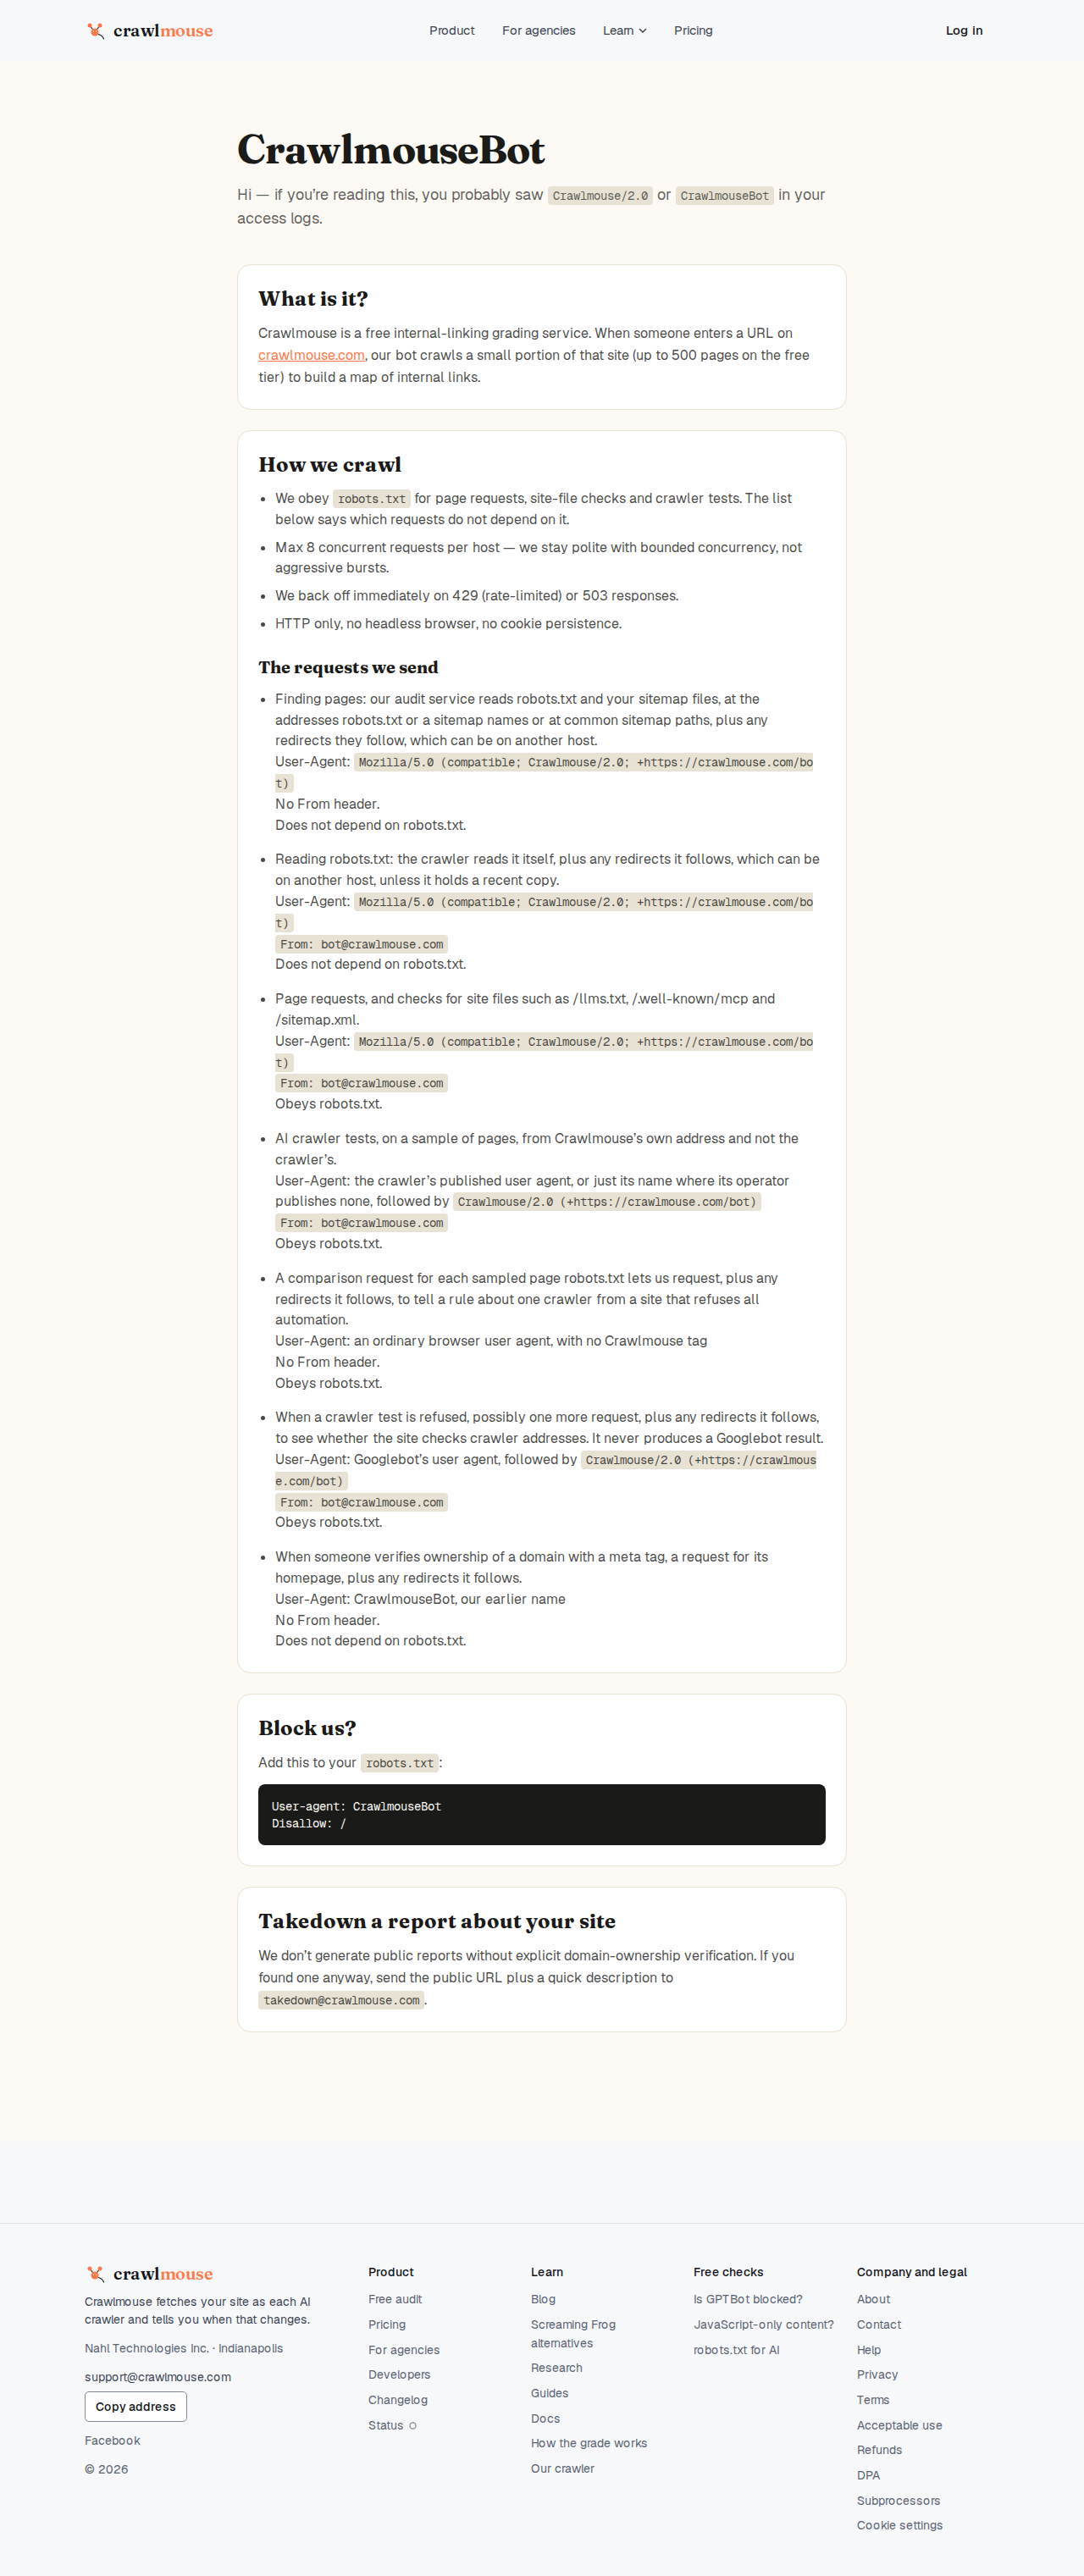 crawlmouse
Product
For agencies
Learn
Pricing
Log in
CrawlmouseBot
Hi — if you’re reading this, you probably saw Crawlmouse/2.0 or CrawlmouseBot in your
access logs.
What is it?
Crawlmouse is a free internal-linking grading service. When someone enters a URL on
crawlmouse.com, our bot crawls a small portion of that site (up to 500 pages on the free
tier) to build a map of internal links.
How we crawl
• We obey robots.txt for page requests, site-file checks and crawler tests. The list
below says which requests do not depend on it.
• Max 8 concurrent requests per host — we stay polite with bounded concurrency, not
aggressive bursts.
• We back off immediately on 429 (rate-limited) or 503 responses.
• HTTP only, no headless browser, no cookie persistence.
The requests we send
• Finding pages: our audit service reads robots.txt and your sitemap files, at the
addresses robots.txt or a sitemap names or at common sitemap paths, plus any
redirects they follow, which can be on another host.
User-Agent: Mozilla/5.0 (compatible; Crawlmouse/2.0; +https://crawlmouse.com/bo
t)
No From header.
Does not depend on robots.txt.
• Reading robots.txt: the crawler reads it itself, plus any redirects it follows, which can be
on another host, unless it holds a recent copy.
User-Agent: Mozilla/5.0 (compatible; Crawlmouse/2.0; +https://crawlmouse.com/bo
t)
From: bot@crawlmouse.com
Does not depend on robots.txt.
• Page requests, and checks for site files such as /llms.txt, /.well-known/mcp and
/sitemap.xml.
User-Agent: Mozilla/5.0 (compatible; Crawlmouse/2.0; +https://crawlmouse.com/bo
t)
From: bot@crawlmouse.com
Obeys robots.txt.
• AI crawler tests, on a sample of pages, from Crawlmouse’s own address and not the
crawler’s.
User-Agent: the crawler’s published user agent, or just its name where its operator
publishes none, followed by Crawlmouse/2.0 (+https://crawlmouse.com/bot)
From: bot@crawlmouse.com
Obeys robots.txt.
• A comparison request for each sampled page robots.txt lets us request, plus any
redirects it follows, to tell a rule about one crawler from a site that refuses all
automation.
User-Agent: an ordinary browser user agent, with no Crawlmouse tag
No From header.
Obeys robots.txt.
• When a crawler test is refused, possibly one more request, plus any redirects it follows,
to see whether the site checks crawler addresses. It never produces a Googlebot result.
User-Agent: Googlebot’s user agent, followed by Crawlmouse/2.0 (+https://crawlmous
e.com/bot)
From: bot@crawlmouse.com
Obeys robots.txt.
• When someone verifies ownership of a domain with a meta tag, a request for its
homepage, plus any redirects it follows.
User-Agent: CrawlmouseBot, our earlier name
No From header.
Does not depend on robots.txt.
Block us?
Add this to your robots.txt:
User-agent: CrawlmouseBot
Disallow: /
Takedown a report about your site
We don’t generate public reports without explicit domain-ownership verification. If you
found one anyway, send the public URL plus a quick description to
takedown@crawlmouse.com.
crawlmouse
Crawlmouse fetches your site as each AI
crawler and tells you when that changes.
Nahl Technologies Inc. · Indianapolis
support@crawlmouse.com
Copy address
Facebook
© 2026
Product
Free audit
Pricing
For agencies
Developers
Changelog
Status
Learn
Blog
Screaming Frog
alternatives
Research
Guides
Docs
How the grade works
Our crawler
Free checks
Is GPTBot blocked?
JavaScript-only content?
robots.txt for AI
Company and legal
About
Contact
Help
Privacy
Terms
Acceptable use
Refunds
DPA
Subprocessors
Cookie settings